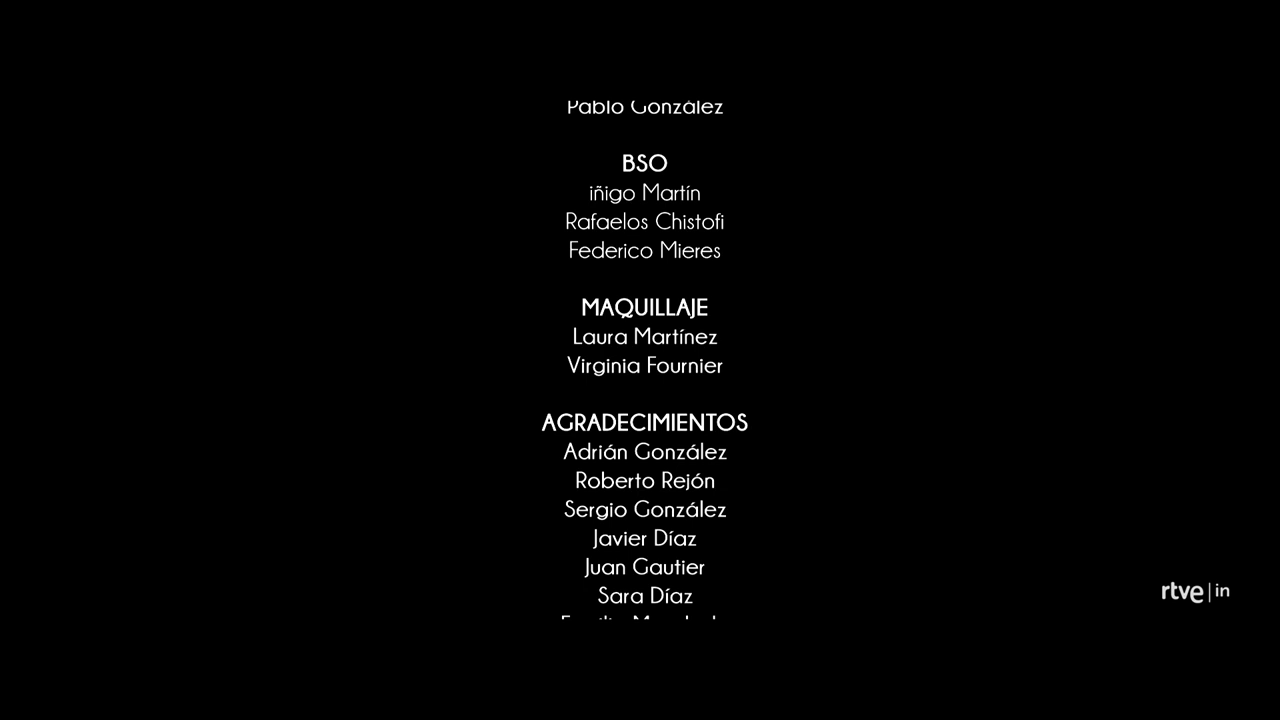 Pablo González
BSO
iñigo Martín
Rafaelos Chistofi
Federico Mieres
MAQUILLAJE
Laura Martínez
Virginia Fournier
AGRADECIMIENTOS
Adrián González
Roberto Rejón
Sergio González
Javier Díaz
Juan Gautier
Sara Díaz
rtve|in